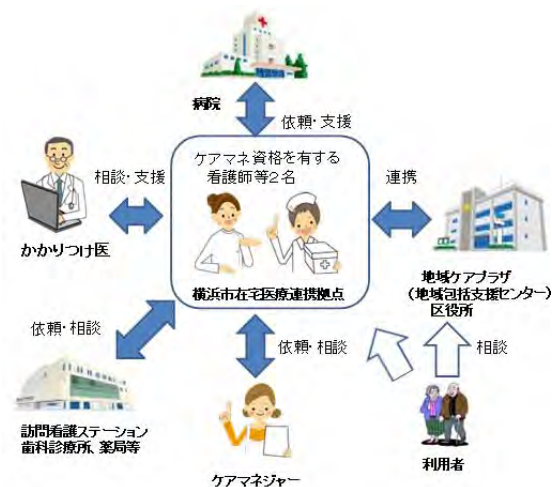 病院
依頼・支援
ケアマネ資格を有する
看護師等2名
相談・支援
連携
かかりつけ医
横浜市在宅医療連携拠点
地域ケアプラザ
（地域包括支援センター）
区役所
依頼・相談
依頼・相談
相談
訪問看護ステーション
歯科診療所、薬局等
ケアマネジャー
利用者